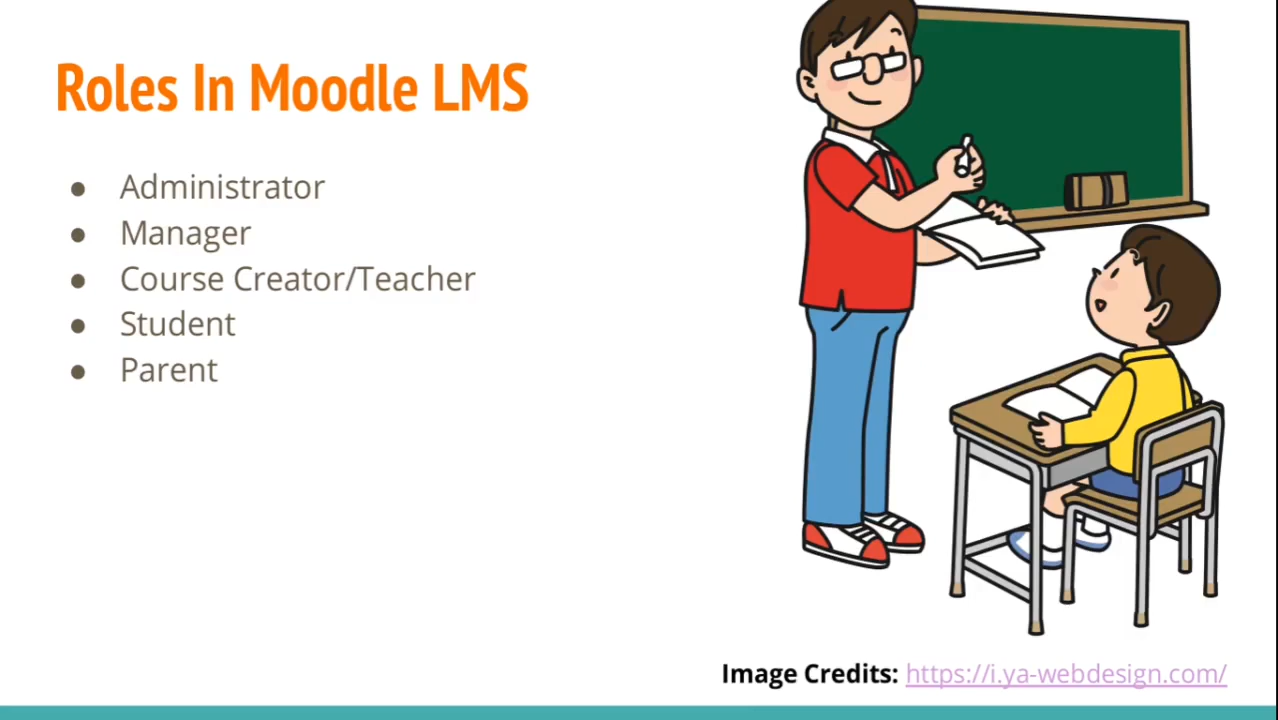 Roles In Moodle LMS
● Administrator
● Manager
● Course Creator/Teacher
● Student
● Parent
Image Credits: https://i.ya-webdesign.com/